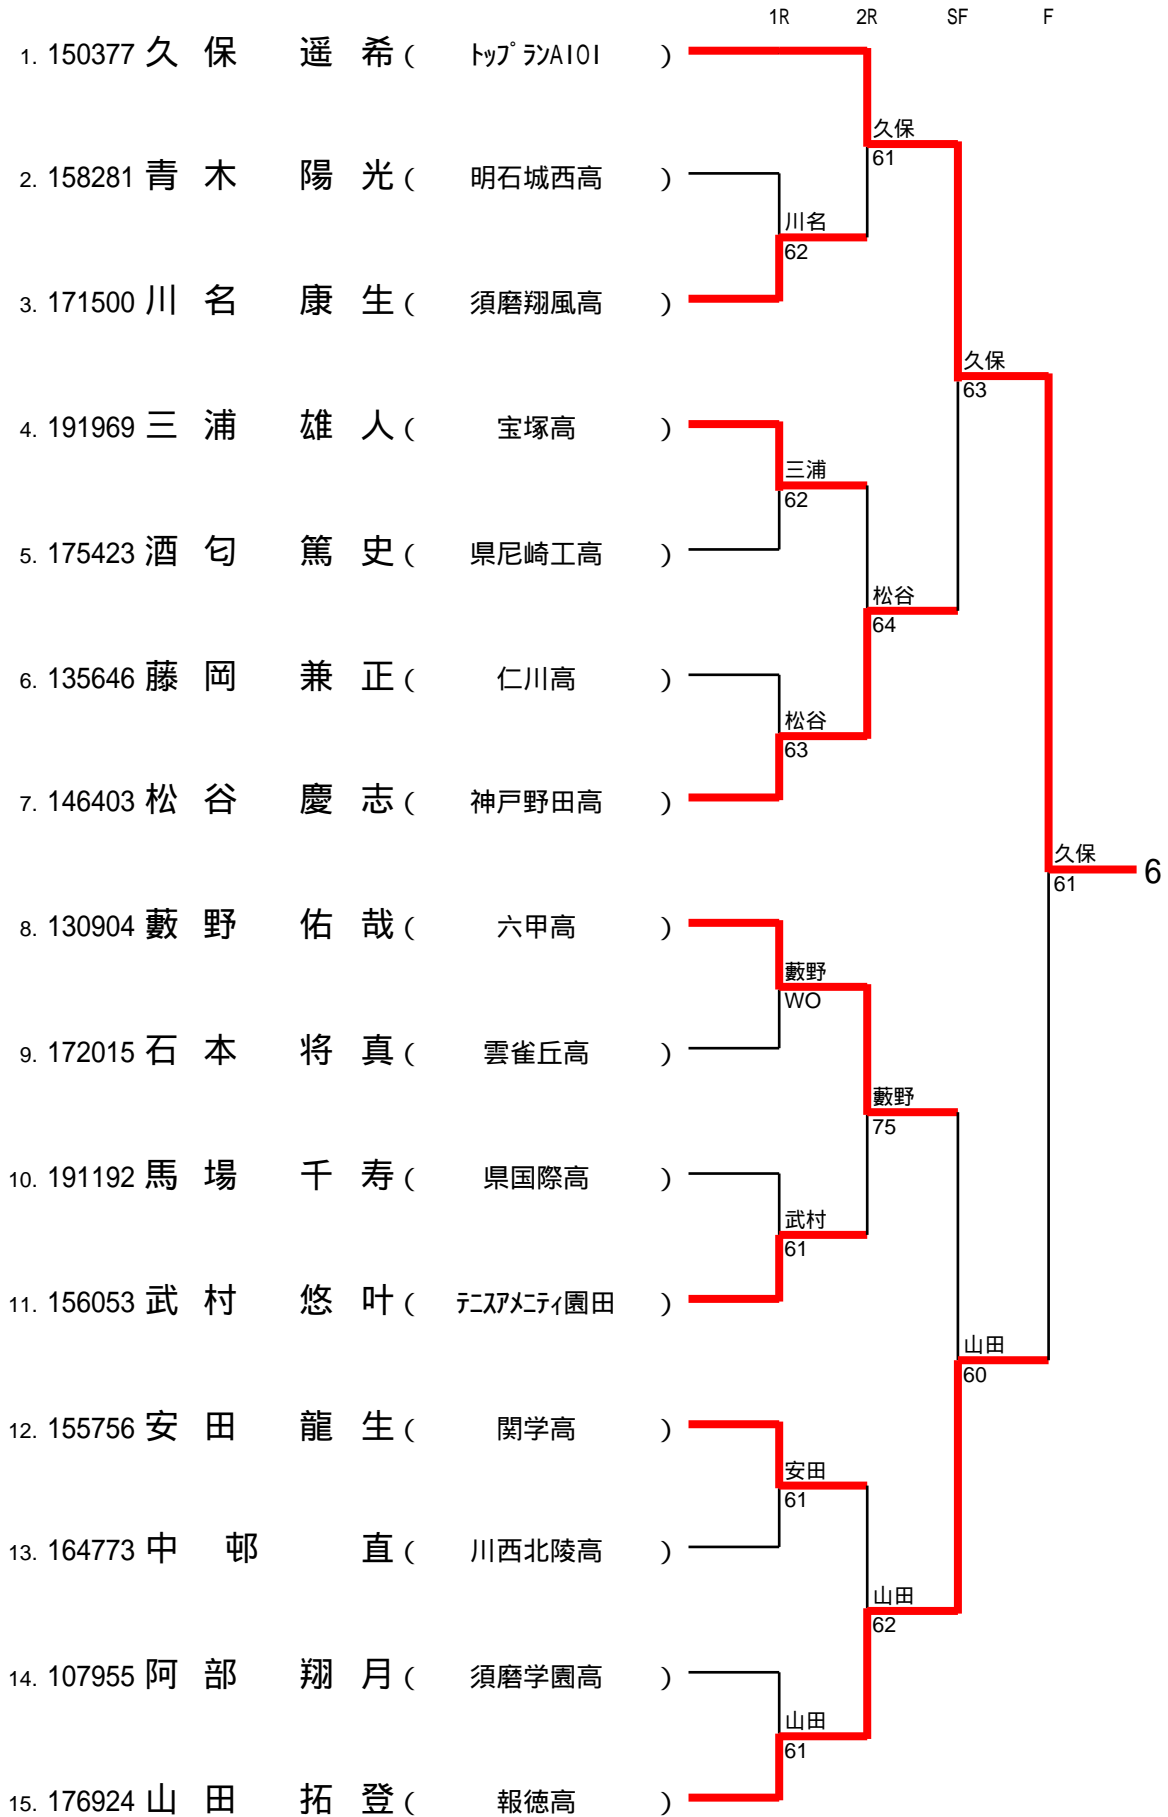 1R 2R SF F
1. 150377 久 保 遥 希 ( トップランAIOI )
久保
61
2. 158281 青 木 陽 光 ( 明石城西高 )
川名
62
3. 171500 川 名 康 生 ( 須磨翔風高 )
久保
63
4. 191969 三 浦 雄 人 ( 宝塚高 )
三浦
62
5. 175423 酒 匂 篤 史 ( 県尼崎工高 )
松谷
64
6. 135646 藤 岡 兼 正 ( 仁川高 )
松谷
63
7. 146403 松 谷 慶 志 ( 神戸野田高 )
久保
61
6
8. 130904 藪 野 佑 哉 ( 六甲高 )
藪野
WO
9. 172015 石 本 将 真 ( 雲雀丘高 )
藪野
75
10. 191192 馬 場 千 寿 ( 県国際高 )
武村
61
11. 156053 武 村 悠 叶 ( テニスアメニティ園田 )
山田
60
12. 155756 安 田 龍 生 ( 関学高 )
安田
61
13. 164773 中 邨 直 ( 川西北陵高 )
山田
62
14. 107955 阿 部 翔 月 ( 須磨学園高 )
山田
61
15. 176924 山 田 拓 登 ( 報徳高 )